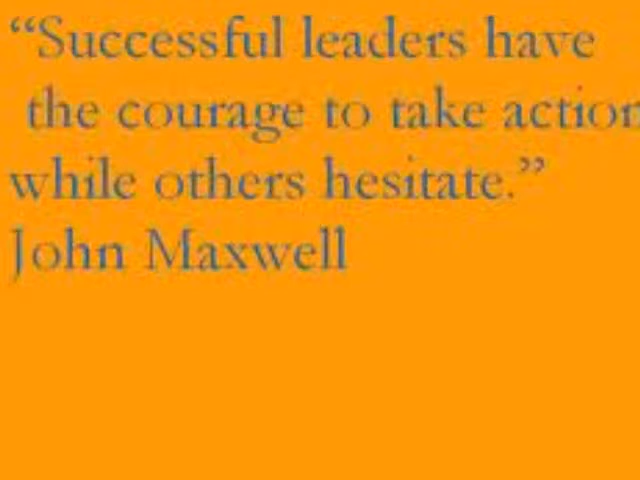 “Successful leaders have
the courage to take action
while others hesitate.”
John Maxwell